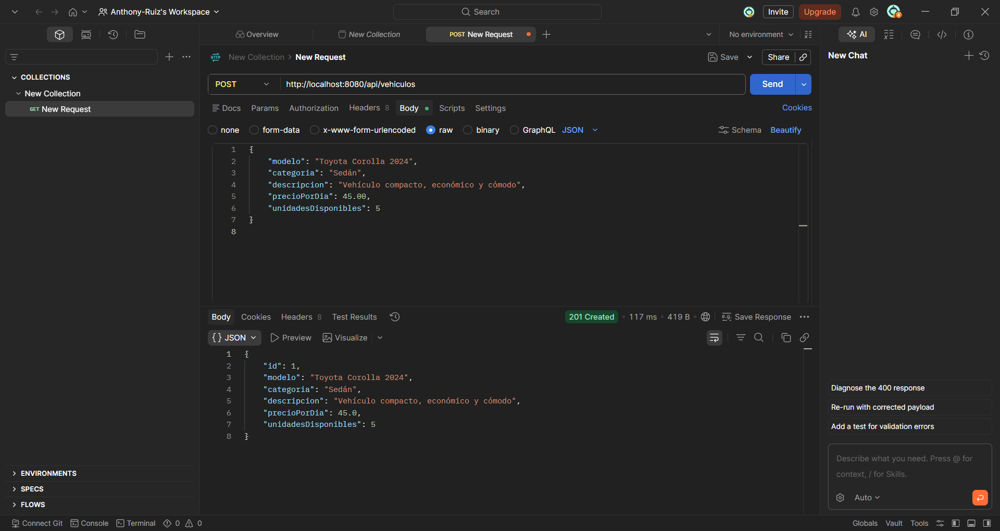 Anthony-Ruiz's Workspace
Search
Invite
Upgrade
Overview
New Collection
POST New Request
No environment
AI
New Collection > New Request
Save
Share
New Chat
COLLECTIONS
New Collection
GET New Request
POST
http://localhost:8080/api/vehiculos
Send
Docs
Params
Authorization
Headers 8
Body
Scripts
Settings
Cookies
none
form-data
x-www-form-urlencoded
raw
binary
GraphQL
JSON
Schema
Beautify
1 {
2 "modelo": "Toyota Corolla 2024",
3 "categoria": "Sedán",
4 "descripcion": "Vehículo compacto, económico y cómodo",
5 "precioPorDia": 45.00,
6 "unidadesDisponibles": 5
7 }
8
Body
Cookies
Headers 8
Test Results
201 Created
117 ms
419 B
e.g. Save Response
{} JSON
Preview
Visualize
1 {
2 "id": 1,
3 "modelo": "Toyota Corolla 2024",
4 "categoria": "Sedán",
5 "descripcion": "Vehículo compacto, económico y cómodo",
6 "precioPorDia": 45.0,
7 "unidadesDisponibles": 5
8 }
Diagnose the 400 response
Re-run with corrected payload
Add a test for validation errors
Describe what you need. Press @ for
context, / for Skills.
Auto
ENVIRONMENTS
SPECS
FLOWS
Connect Git
Console
Terminal
0
0
Globals
Vault
Tools